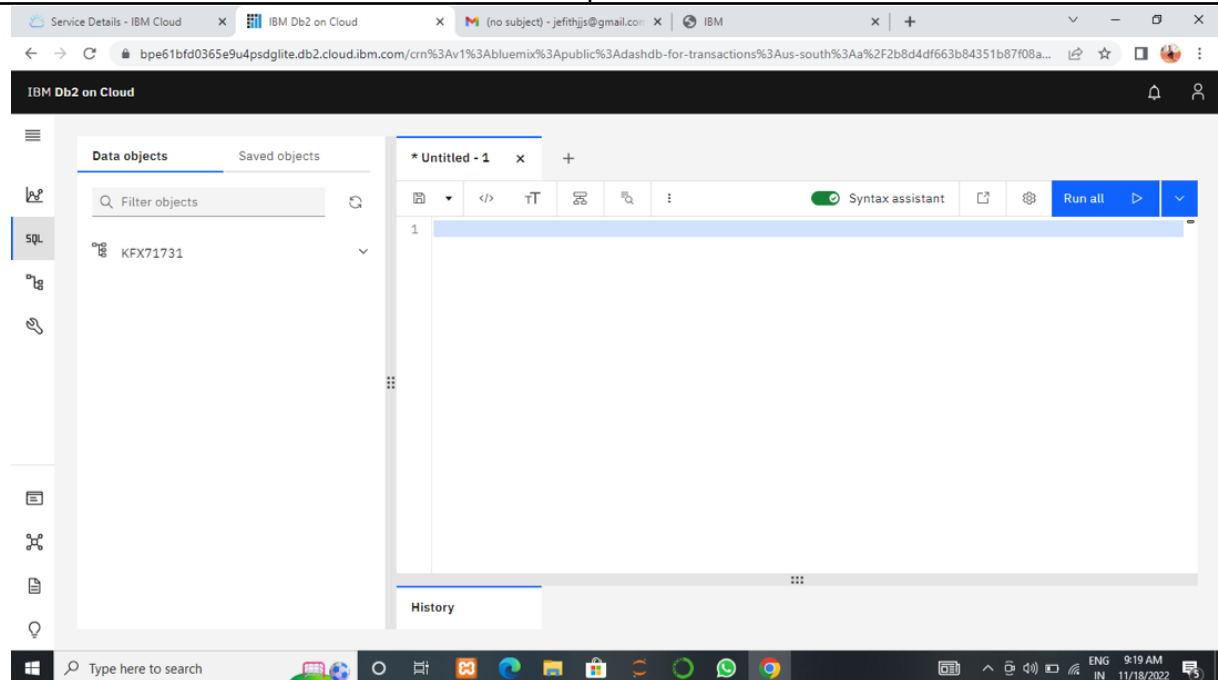 Service Details - IBM Cloud
IBM Db2 on Cloud
(no subject) - jefithjjs@gmail.com
IBM
bpe61bfd0365e9u4psdglite.db2.cloud.ibm.com/crn%3Av1%3Abluemix%3Apublic%3Adashdb-for-transactions%3Aus-south%3Aa%2F2b8d4df663b84351b87f08a...
IBM Db2 on Cloud
Data objects
Saved objects
* Untitled - 1
Filter objects
</>
TT
Syntax assistant
Run all
1
SQL
KFX71731
History
Type here to search
ENG
IN
9:19 AM
11/18/2022
5